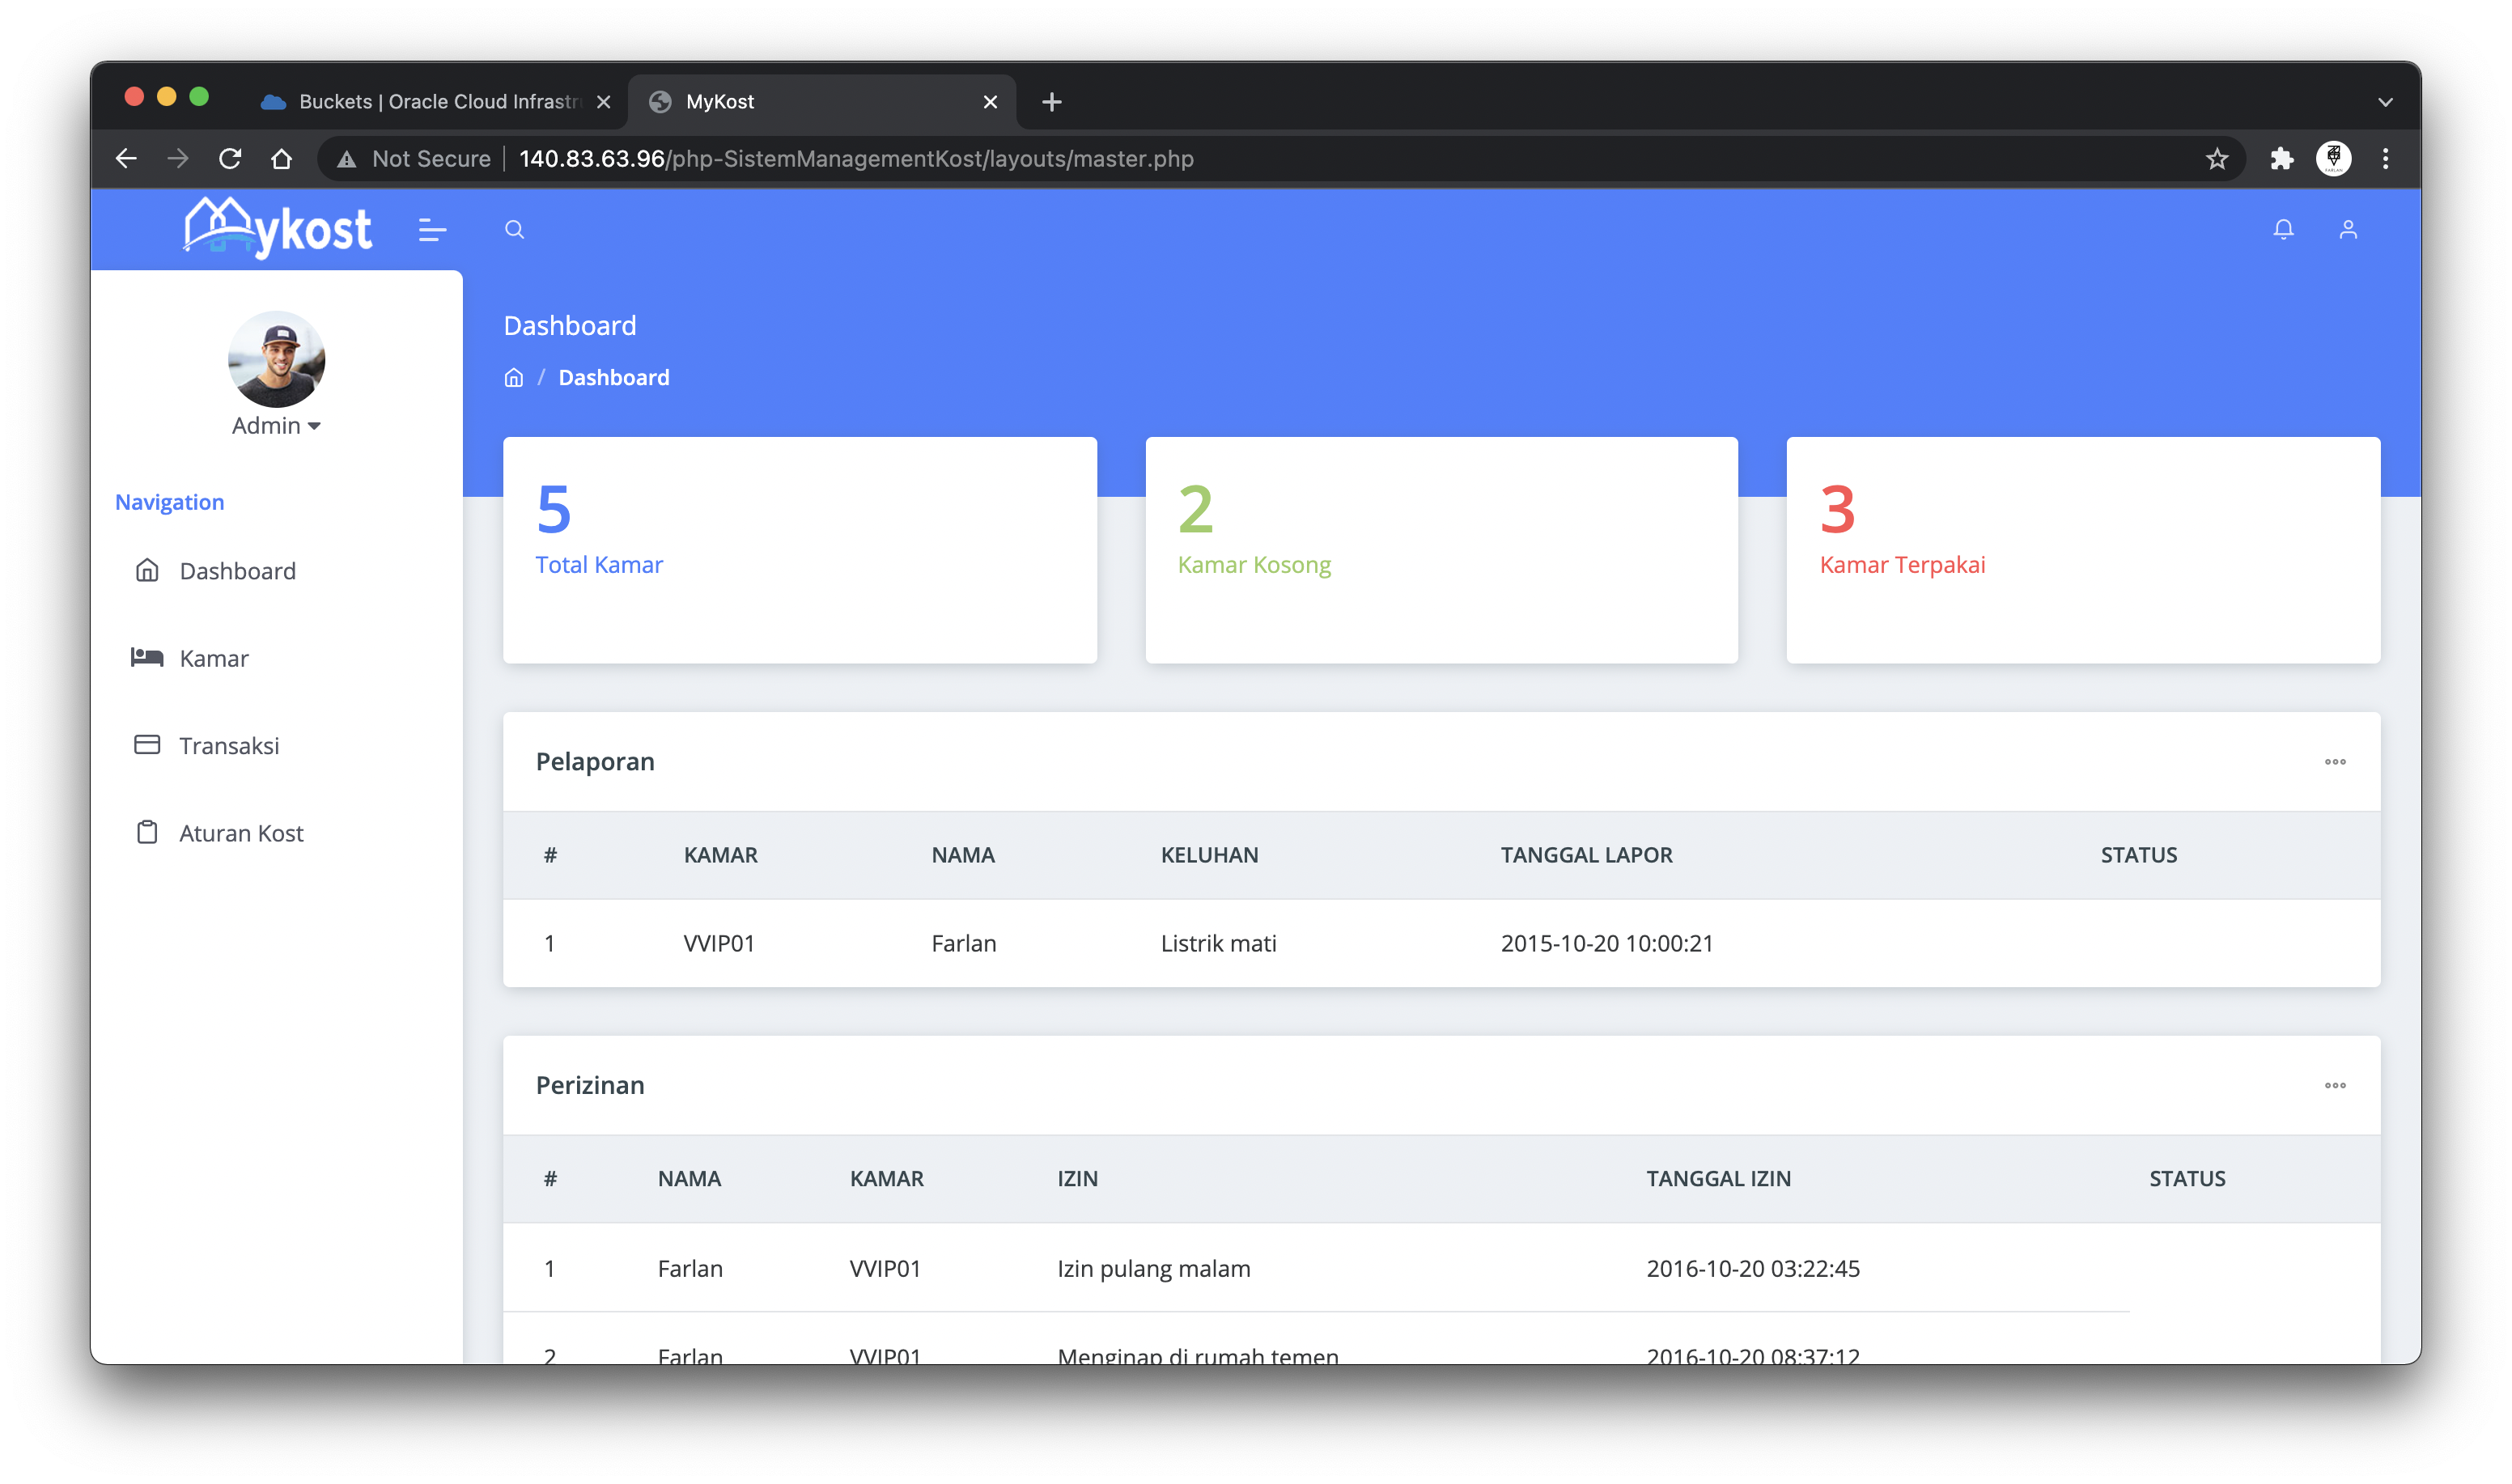 Buckets | Oracle Cloud Infrastr
MyKost
Not Secure 140.83.63.96/php-SistemManagementKost/layouts/master.php
Mykost
Dashboard
Dashboard
Admin
Navigation
Dashboard
Kamar
Transaksi
Aturan Kost
5
Total Kamar
2
Kamar Kosong
3
Kamar Terpakai
Pelaporan
# KAMAR NAMA KELUHAN TANGGAL LAPOR STATUS
1 VVIP01 Farlan Listrik mati 2015-10-20 10:00:21
Perizinan
# NAMA KAMAR IZIN TANGGAL IZIN STATUS
1 Farlan VVIP01 Izin pulang malam 2016-10-20 03:22:45
2 Farlan VVIP01 Menginap di rumah temen 2016-10-20 08:37:12